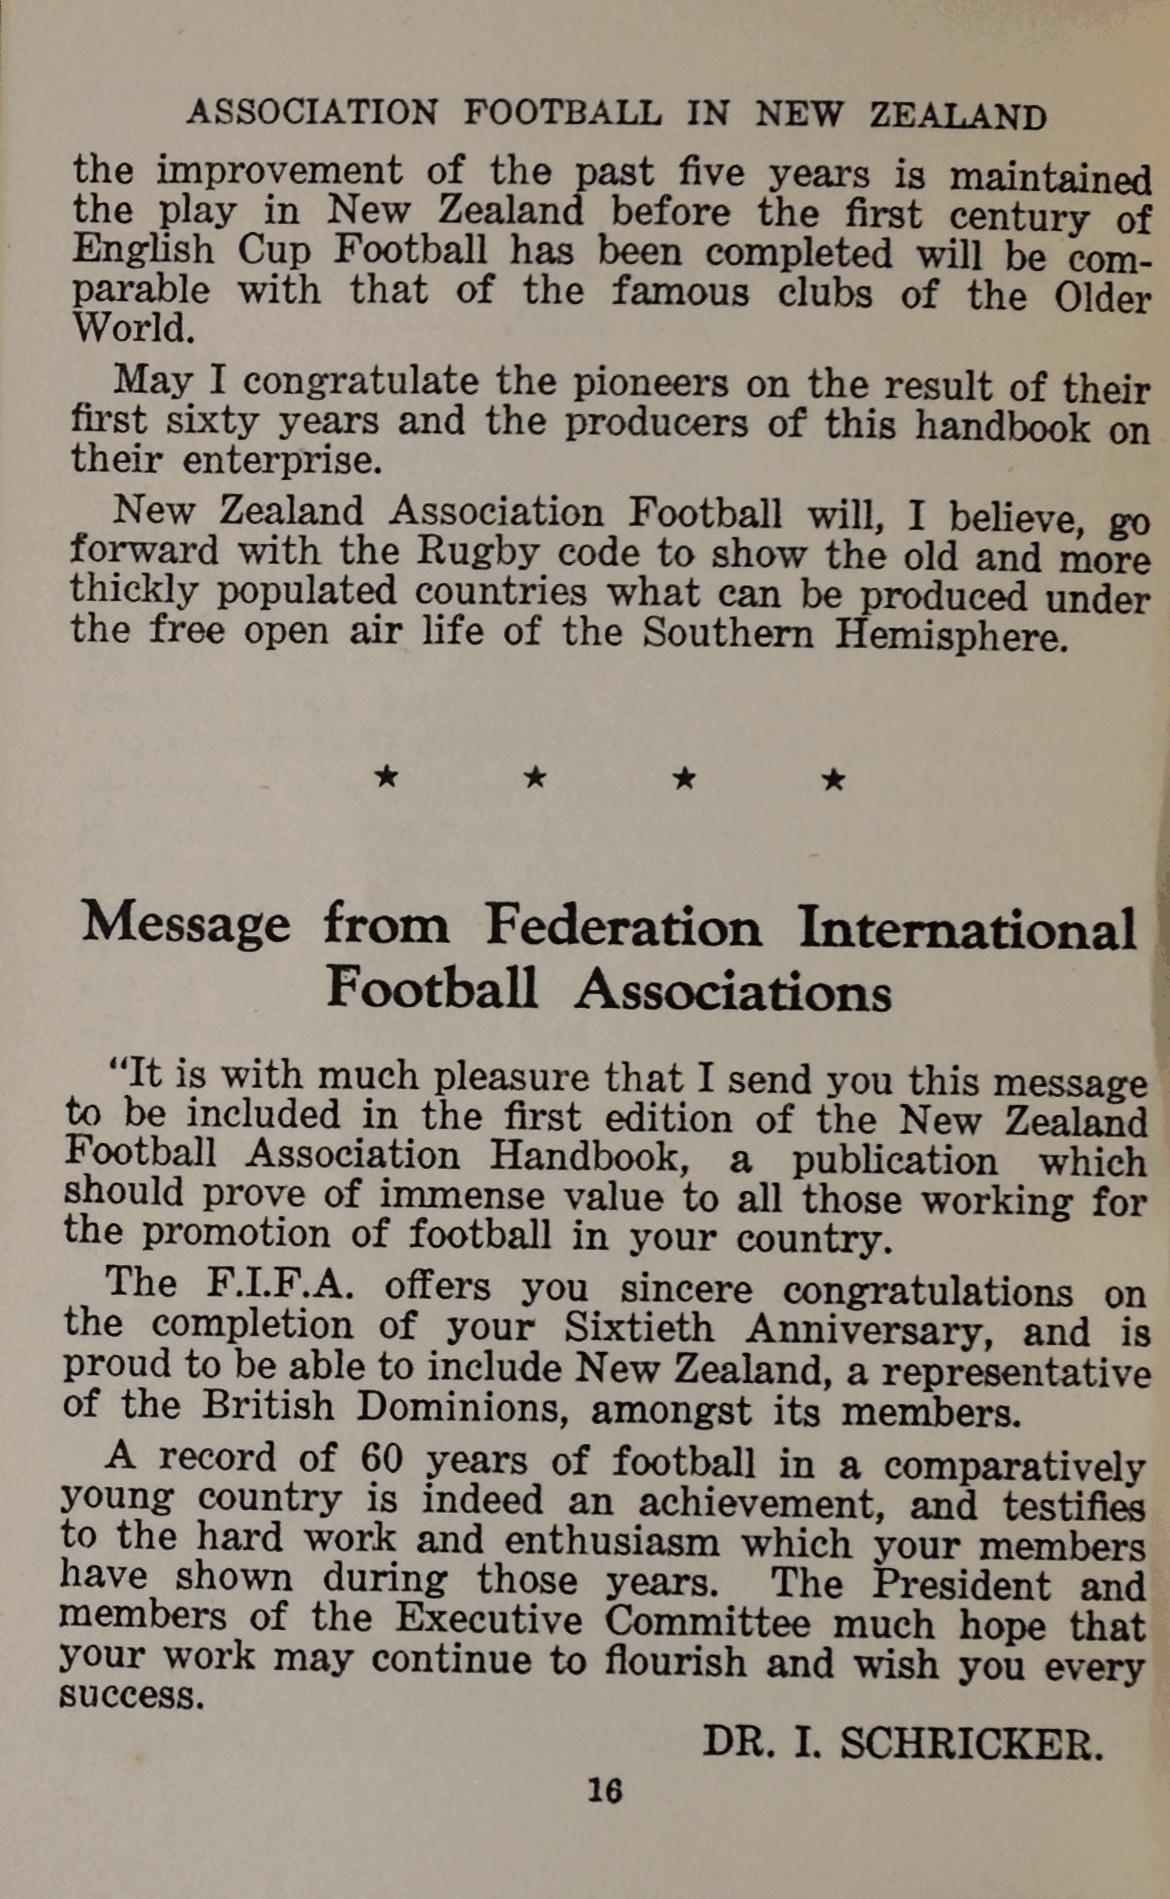 ASSOCIATION FOOTBALL IN NEW ZEALAND
the improvement of the past five years is maintained
the play in New Zealand before the first century of
English Cup Football has been completed will be com-
parable with that of the famous clubs of the Older
World.
May I congratulate the pioneers on the result of their
first sixty years and the producers of this handbook on
their enterprise.
New Zealand Association Football will, I believe, go
forward with the Rugby code to show the old and more
thickly populated countries what can be produced under
the free open air life of the Southern Hemisphere.
★ ★ ★ ★
Message from Federation International
Football Associations
“It is with much pleasure that I send you this message
to be included in the first edition of the New Zealand
Football Association Handbook, a publication which
should prove of immense value to all those working for
the promotion of football in your country.
The F.I.F.A. offers you sincere congratulations on
the completion of your Sixtieth Anniversary, and is
proud to be able to include New Zealand, a representative
of the British Dominions, amongst its members.
A record of 60 years of football in a comparatively
young country is indeed an achievement, and testifies
to the hard work and enthusiasm which your members
have shown during those years. The President and
members of the Executive Committee much hope that
your work may continue to flourish and wish you every
success.
DR. I. SCHRICKER.
16